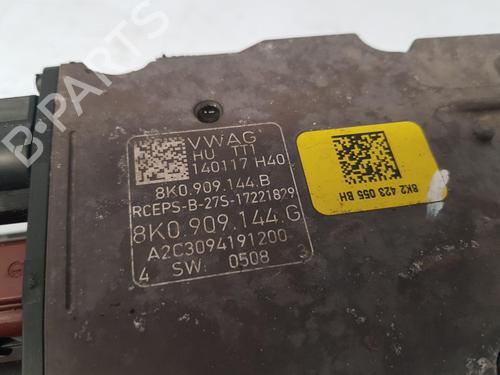 B-PARTS
VWAG
HU TT1
140117 H40
8K0.909.144.B
RCEPS-B-27S-17221829
8K0 909.144.G
A2C3094191200
4 SW: 0508 3
8K2 423 055 BH